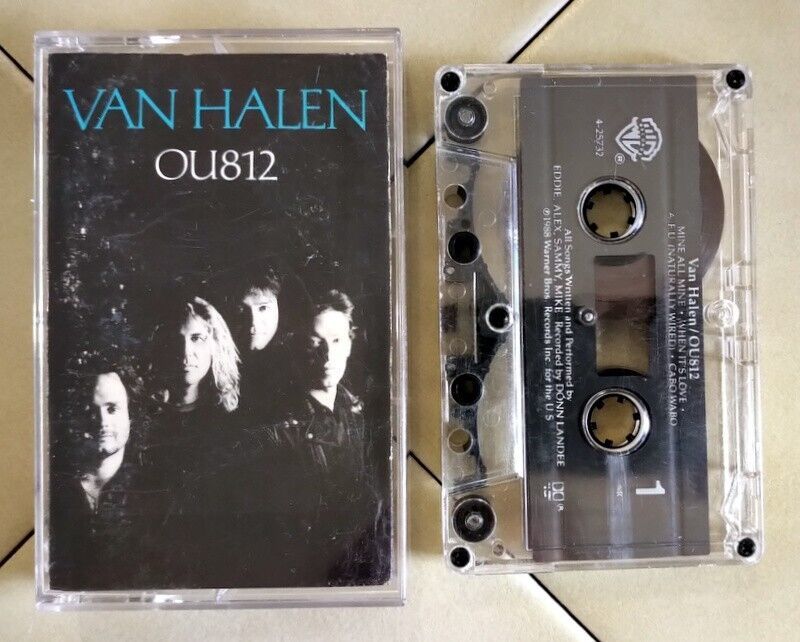 VAN HALEN
OU812
4-25732
®
Van Halen/OU812
MINE ALL MINE • WHEN IT'S LOVE •
A.F.U. (NATURALLY WIRED) • CABO WABO
All Songs Written and Performed by
EDDIE, ALEX, SAMMY, MIKE Recorded by DONN LANDEE
℗ 1988 Warner Bros. Records Inc. for the U S
1